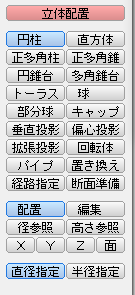 立体配置
円柱 直方体
正多角柱 正多角錐
円錐台 多角錐台
トーラス 球
部分球 キャップ
垂直投影 偏心投影
拡張投影 回転体
パイプ 置き換え
経路指定 断面準備
配置 編集
径参照 高さ参照
X Y Z 面
直径指定 半径指定